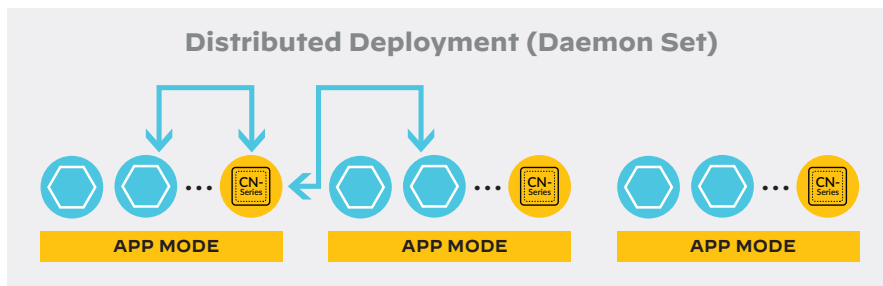 Distributed Deployment (Daemon Set)
... CN-
Series
... CN-
Series
... CN-
Series
APP MODE
APP MODE
APP MODE